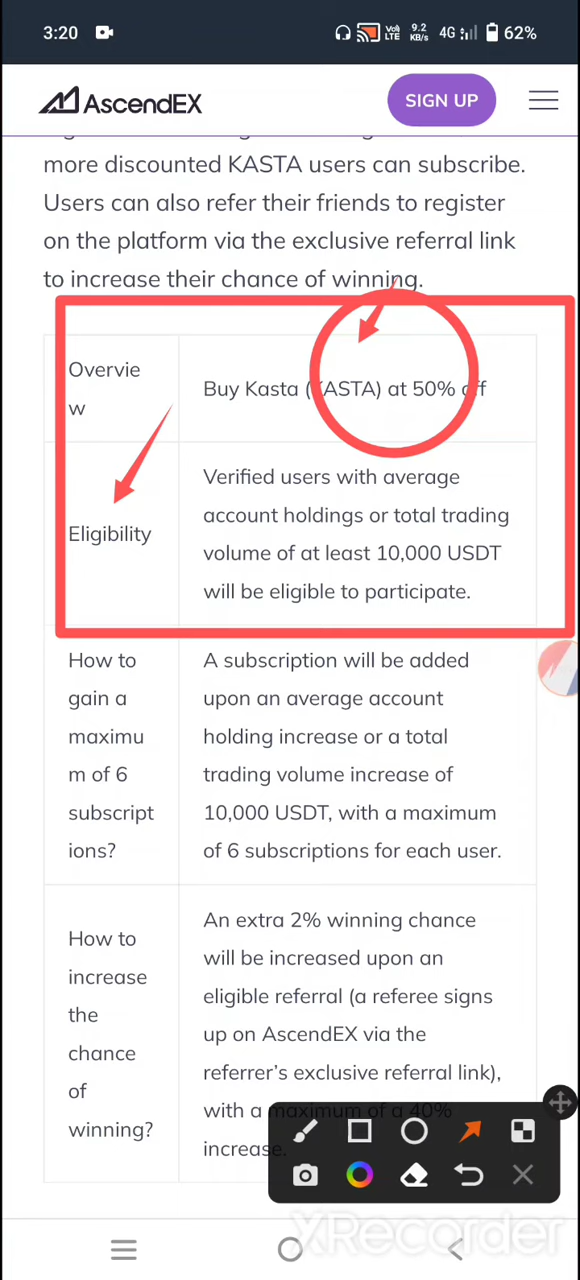 3:20
Vo)
LTE
9.2
KB/s
4G
62%
AscendEX
SIGN UP
more discounted KASTA users can subscribe.
Users can also refer their friends to register
on the platform via the exclusive referral link
to increase their chance of winning.
Overvie
w
Buy Kasta (KASTA) at 50% off
Eligibility
Verified users with average
account holdings or total trading
volume of at least 10,000 USDT
will be eligible to participate.
How to
gain a
maximu
m of 6
subscript
ions?
A subscription will be added
upon an average account
holding increase or a total
trading volume increase of
10,000 USDT, with a maximum
of 6 subscriptions for each user.
How to
increase
the
chance
of
winning?
An extra 2% winning chance
will be increased upon an
eligible referral (a referee signs
up on AscendEX via the
referrer's exclusive referral link),
with a maximum of a 40%
increase.
XRecorder